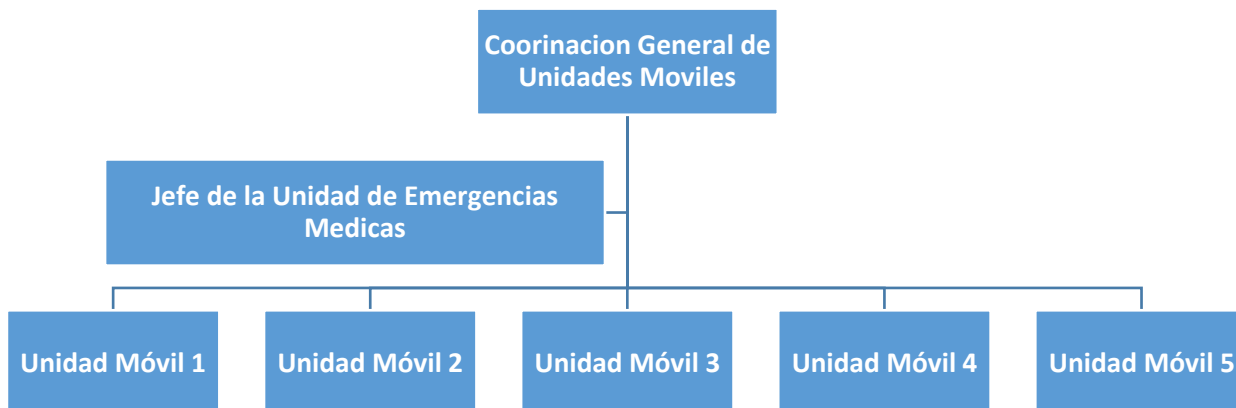 Coorinacion General de
Unidades Moviles
Jefe de la Unidad de Emergencias
Medicas
Unidad Móvil 1
Unidad Móvil 2
Unidad Móvil 3
Unidad Móvil 4
Unidad Móvil 5